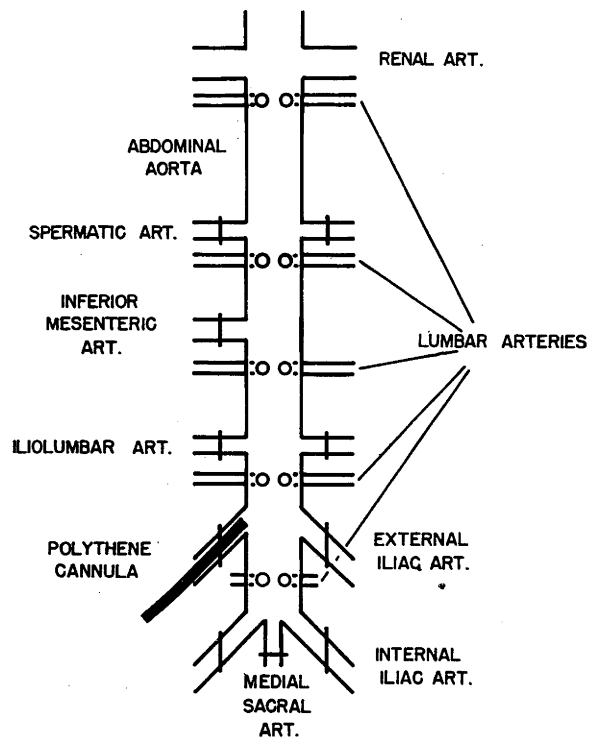 RENAL ART.
ABDOMINAL
AORTA
SPERMATIC ART.
INFERIOR
MESENTERIC
ART.
LUMBAR ARTERIES
ILIOLUMBAR ART.
POLYTHENE
CANNULA
EXTERNAL
ILIAC ART.
INTERNAL
ILIAC ART.
MEDIAL
SACRAL
ART.